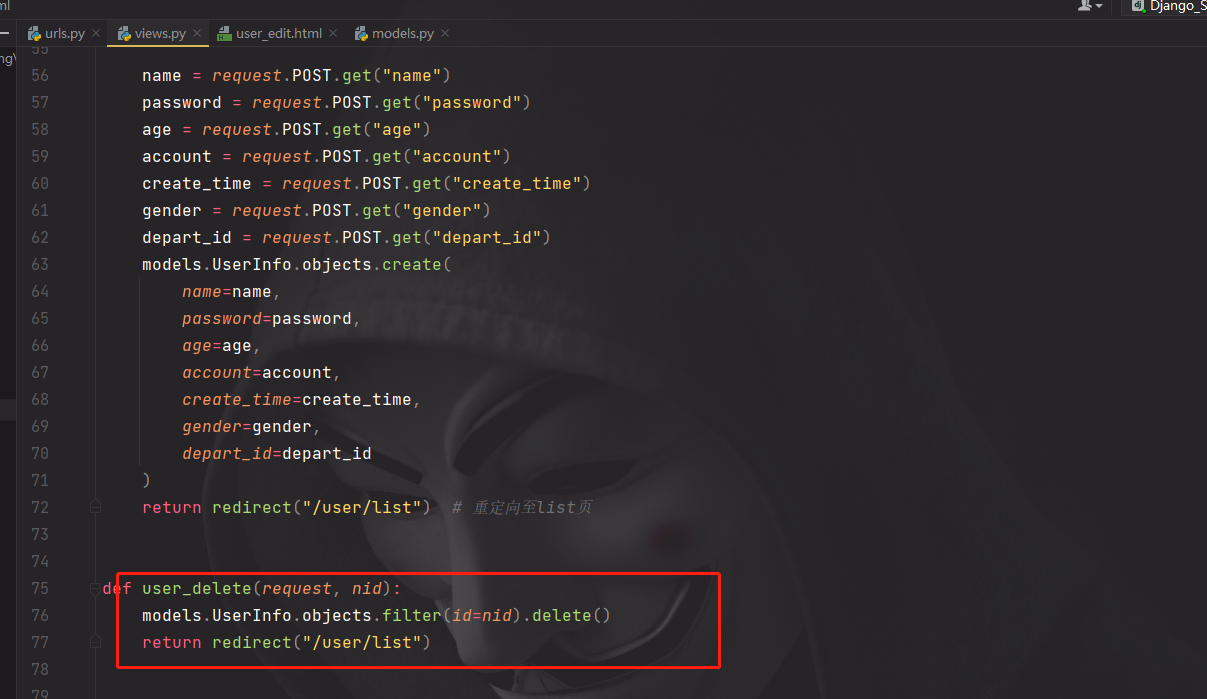 ml
Django_S
urls.py × views.py × user_edit.html × models.py ×
ng\
55
56 name = request.POST.get("name")
57 password = request.POST.get("password")
58 age = request.POST.get("age")
59 account = request.POST.get("account")
60 create_time = request.POST.get("create_time")
61 gender = request.POST.get("gender")
62 depart_id = request.POST.get("depart_id")
63 models.UserInfo.objects.create(
64 name=name,
65 password=password,
66 age=age,
67 account=account,
68 create_time=create_time,
69 gender=gender,
70 depart_id=depart_id
71 )
72 return redirect("/user/list") # 重定向至list页
73
74
75 def user_delete(request, nid):
76 models.UserInfo.objects.filter(id=nid).delete()
77 return redirect("/user/list")
78
79